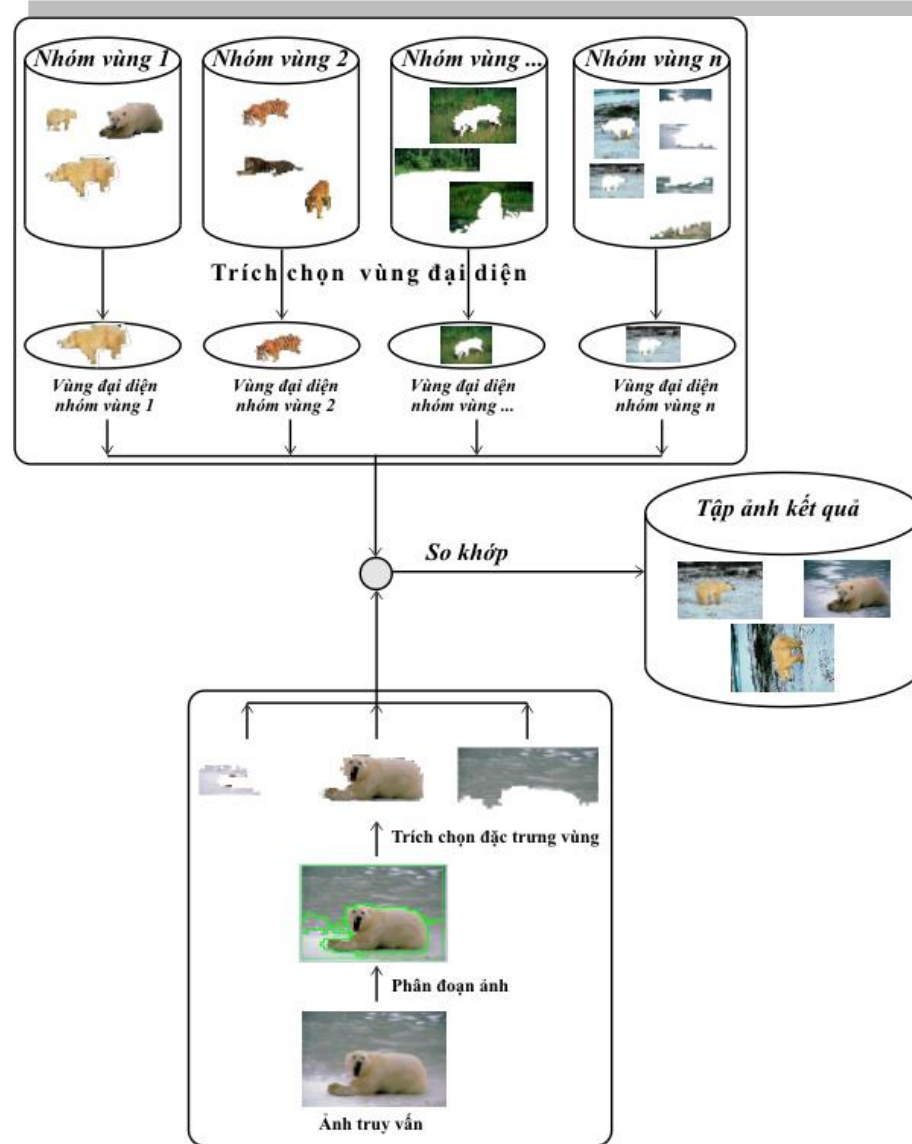 Nhóm vùng 1
Nhóm vùng 2
Nhóm vùng ...
Nhóm vùng n
Trích chọn vùng đại diện
Vùng đại diện
nhóm vùng 1
Vùng đại diện
nhóm vùng 2
Vùng đại diện
nhóm vùng ...
Vùng đại diện
nhóm vùng n
Tập ảnh kết quả
So khớp
Trích chọn đặc trưng vùng
Phân đoạn ảnh
Ảnh truy vấn